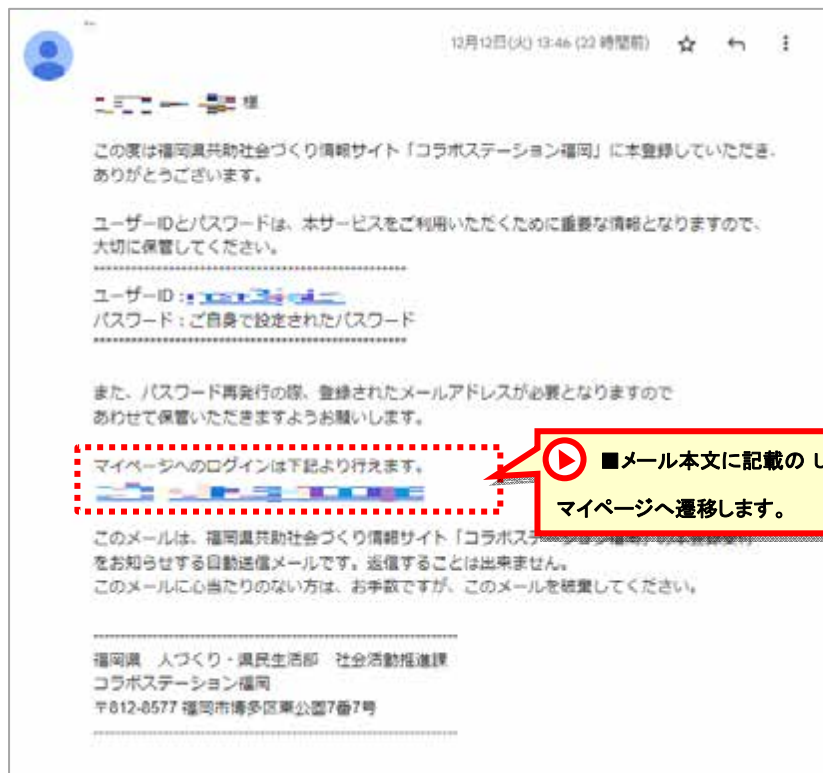 12月12日(火) 13:46 (22 時間前)
様
この度は福岡県共助社会づくり情報サイト「コラボステーション福岡」に本登録していただき、
ありがとうございます。
ユーザーIDとパスワードは、本サービスをご利用いただくために重要な情報となりますので、
大切に保管してください。
ユーザーID :
パスワード : ご自身で設定されたパスワード
また、パスワード再発行の際、登録されたメールアドレスが必要となりますので
あわせて保管いただきますようお願いします。
マイページへのログインは下記より行えます。
■メール本文に記載の U
マイページへ遷移します。
このメールは、福岡県共助社会づくり情報サイト「コラボステーション福岡」の本登録受付
をお知らせする自動送信メールです。返信することは出来ません。
このメールに心当たりのない方は、お手数ですが、このメールを破棄してください。
福岡県 人づくり・県民生活部 社会活動推進課
コラボステーション福岡
〒812-8577 福岡市博多区東公園7番7号